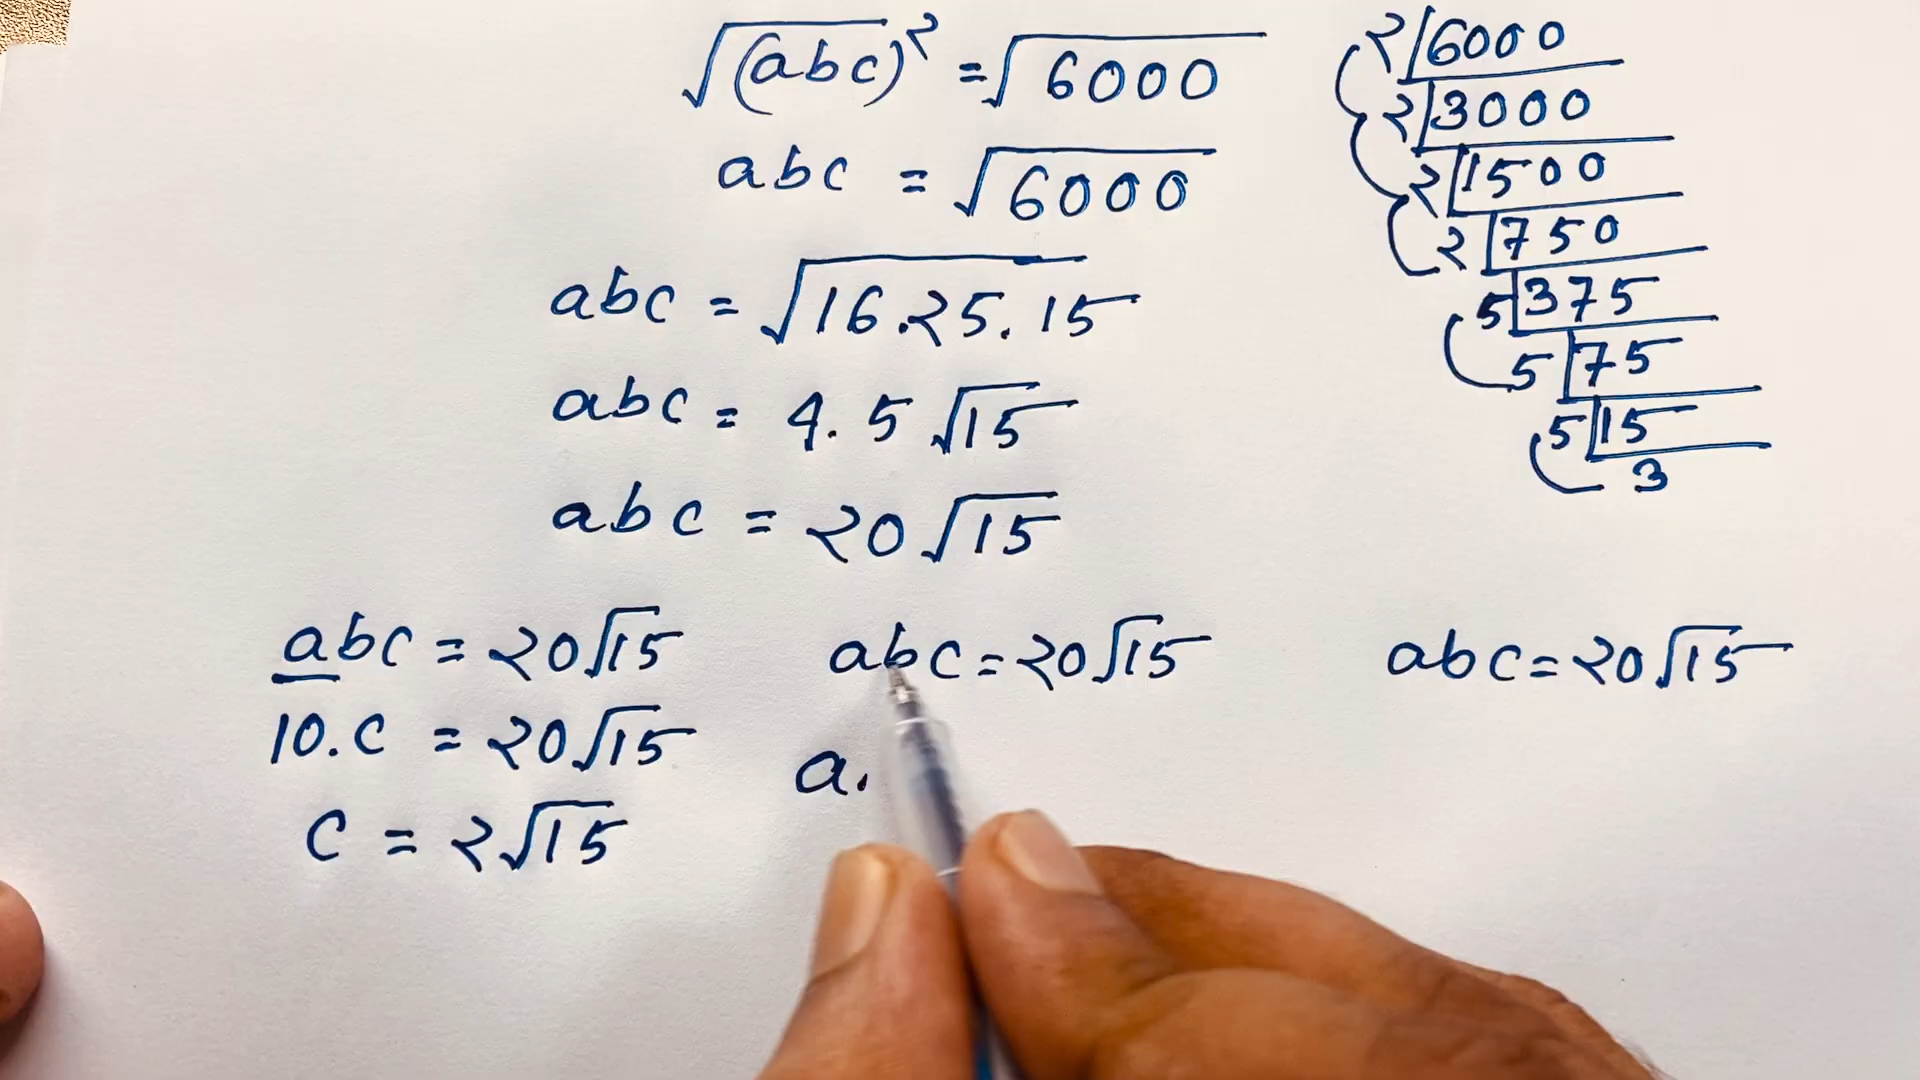 √(abc)² = √6000
abc = √6000
abc = √16.25.15
abc = 4.5√15
abc = 20√15
2|6000
2|3000
2|1500
2|750
5|375
5|75
5|15
3
abc = 20√15
10.c = 20√15
c = 2√15
abc = 20√15
a.
abc = 20√15